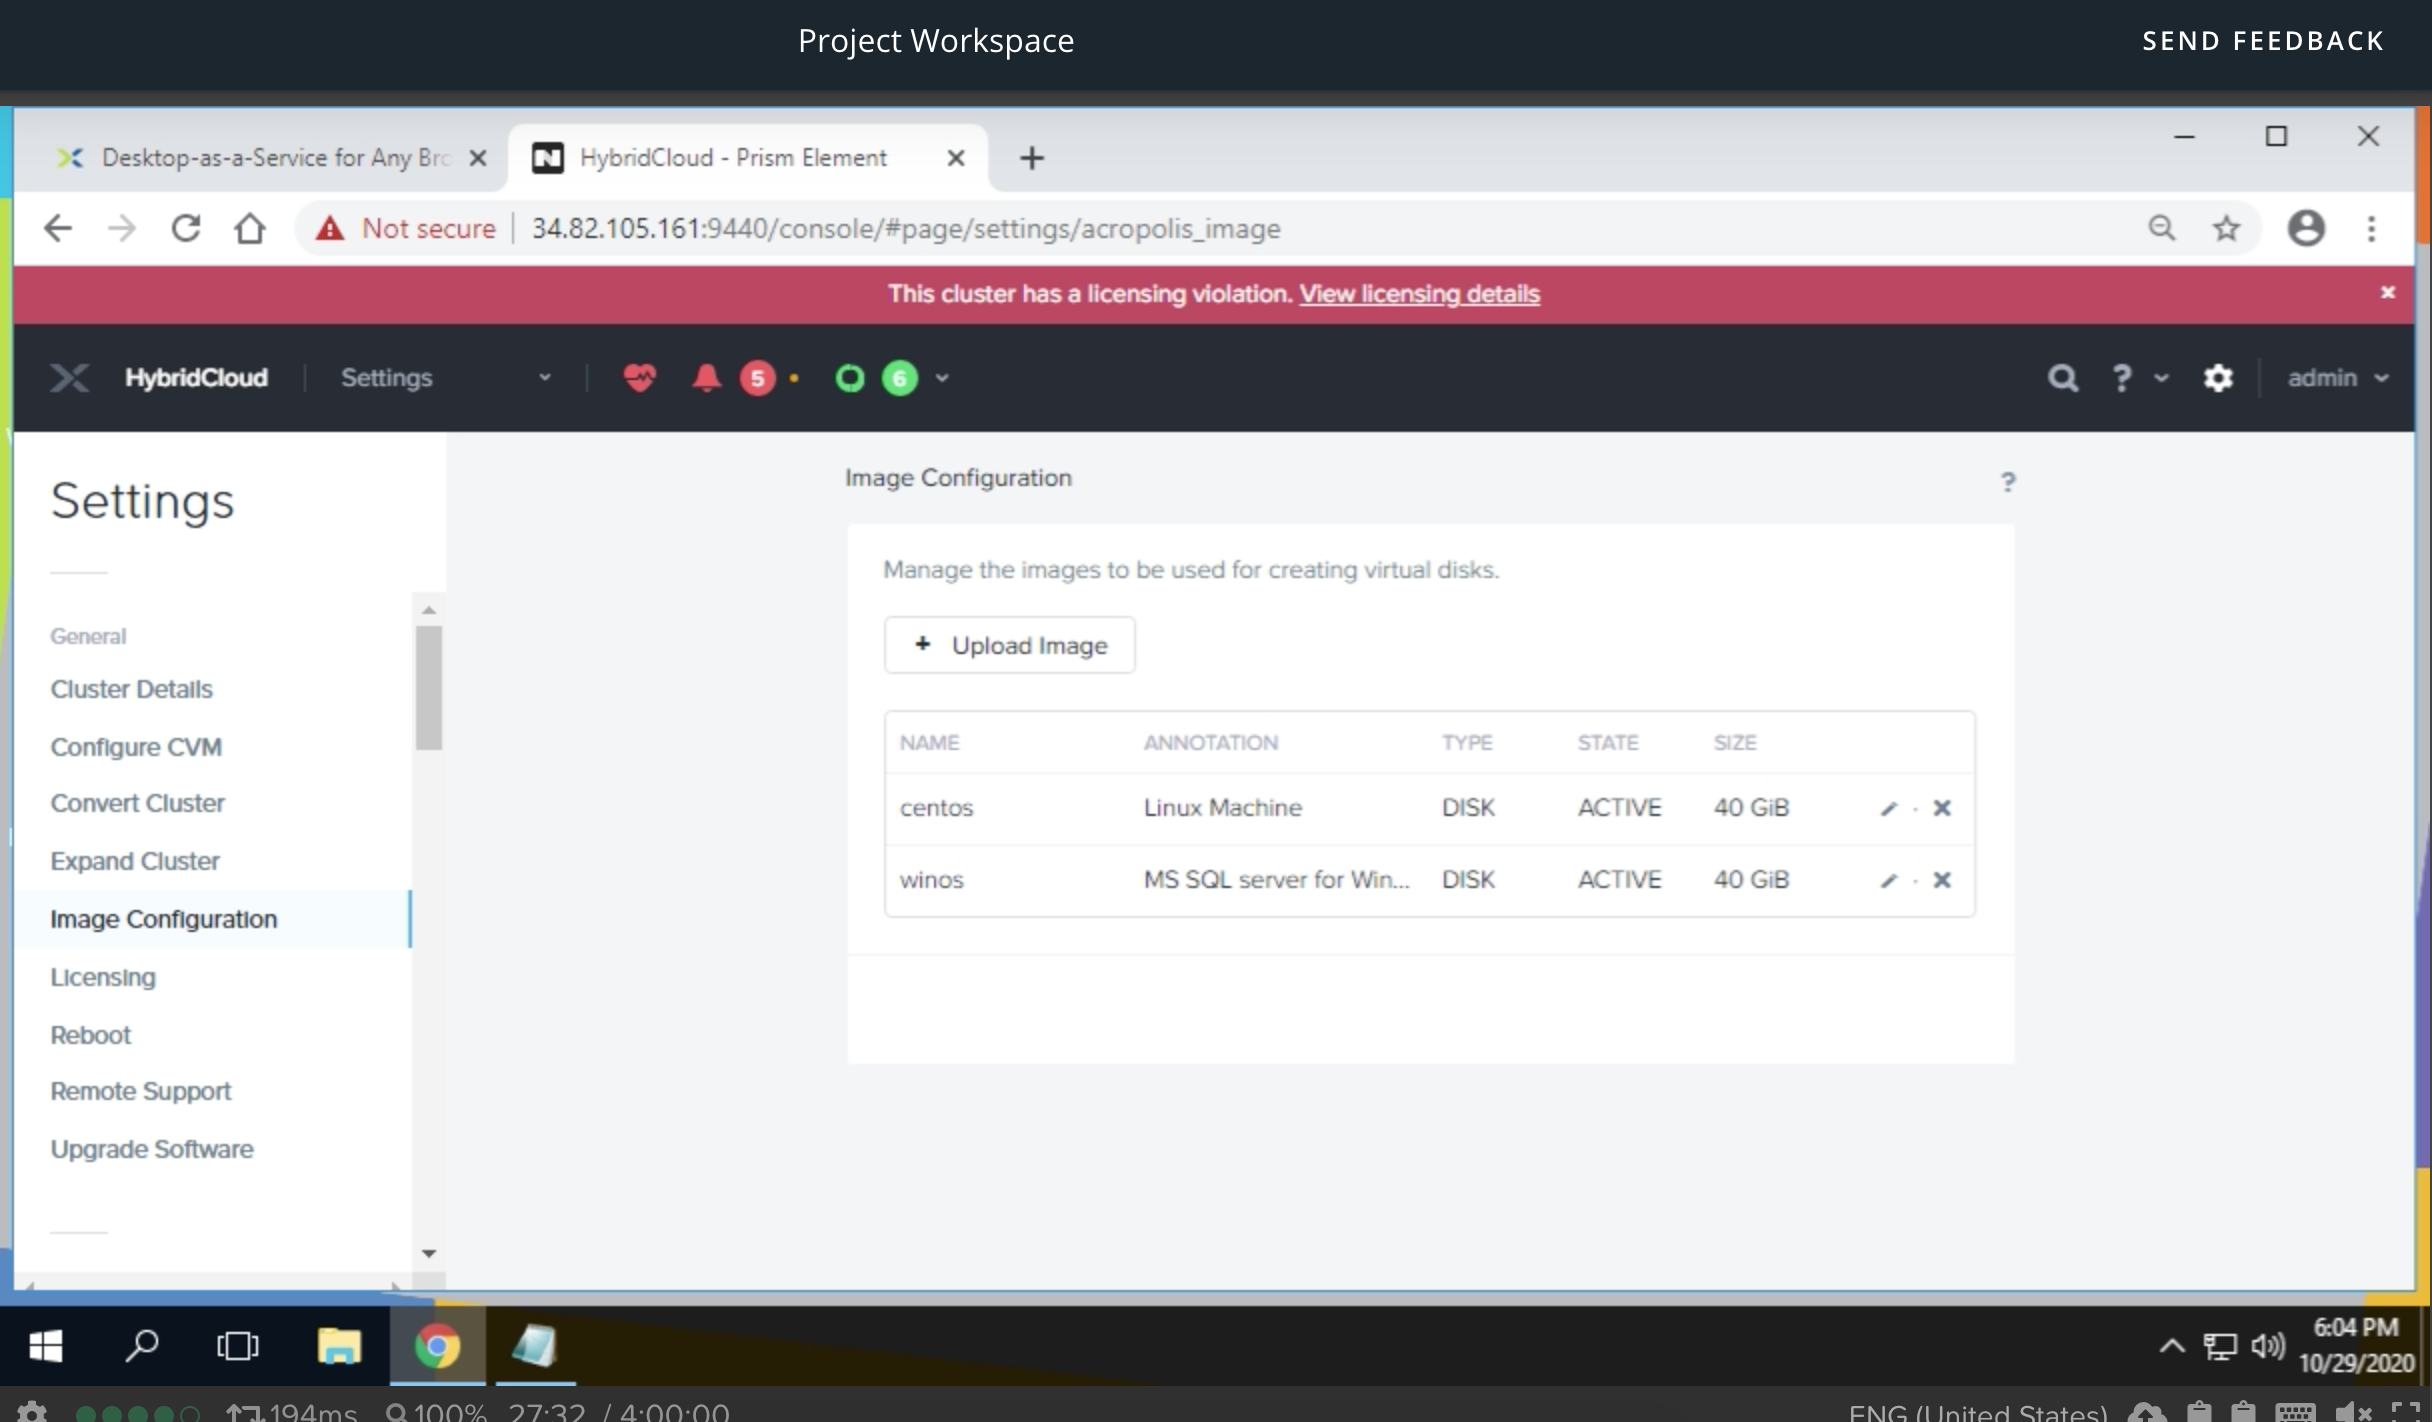 Project Workspace
SEND FEEDBACK
Desktop-as-a-Service for Any Bro
HybridCloud - Prism Element
Not secure
34.82.105.161:9440/console/#page/settings/acropolis_image
This cluster has a licensing violation. View licensing details
HybridCloud
Settings
5
6
?
admin
Settings
General
Cluster Details
Configure CVM
Convert Cluster
Expand Cluster
Image Configuration
Licensing
Reboot
Remote Support
Upgrade Software
Image Configuration
?
Manage the images to be used for creating virtual disks.
+ Upload Image
NAME ANNOTATION TYPE STATE SIZE
centos Linux Machine DISK ACTIVE 40 GiB
winos MS SQL server for Win... DISK ACTIVE 40 GiB
6:04 PM
10/29/2020
194ms 100% 27:32 / 4:00:00
ENG (United States)